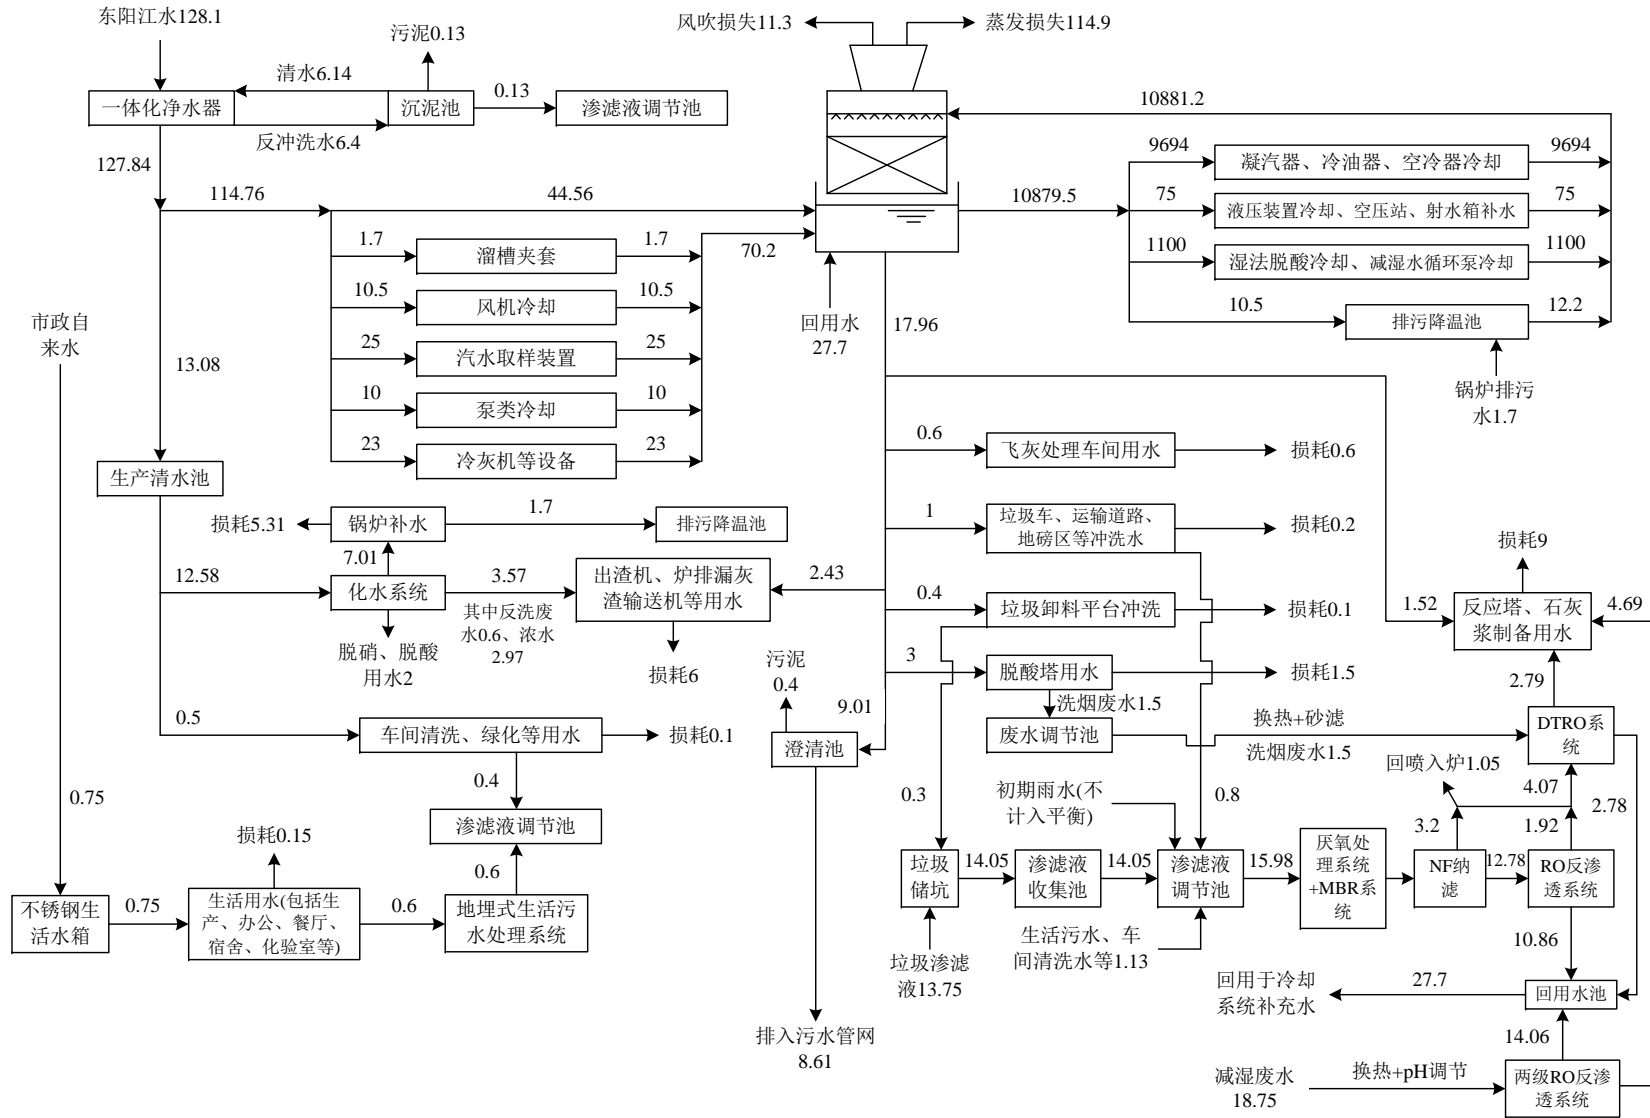 东阳江水128.1
污泥0.13
清水6.14
一体化净水器
沉泥池
0.13
渗滤液调节池
反冲洗水6.4
127.84
风吹损失11.3
蒸发损失114.9
10881.2
9694
凝汽器、冷油器、空冷器冷却
9694
75
液压装置冷却、空压站、射水箱补水
75
1100
湿法脱酸冷却、减湿水循环泵冷却
1100
10.5
排污降温池
12.2
锅炉排污
水1.7
10879.5
114.76
44.56
70.2
1.7
溜槽夹套
1.7
10.5
风机冷却
10.5
25
汽水取样装置
25
10
泵类冷却
10
23
冷灰机等设备
23
回用水
27.7
17.96
市政自
来水
13.08
生产清水池
损耗5.31
锅炉补水
1.7
排污降温池
7.01
12.58
化水系统
3.57
其中反洗废
水0.6、浓水
2.97
出渣机、炉排漏灰
渣输送机等用水
2.43
脱硝、脱酸
用水2
损耗6
0.6
飞灰处理车间用水
损耗0.6
1
垃圾车、运输道路、
地磅区等冲洗水
损耗0.2
0.4
垃圾卸料平台冲洗
损耗0.1
3
脱酸塔用水
损耗1.5
洗烟废水1.5
废水调节池
换热+砂滤
洗烟废水1.5
损耗9
1.52
反应塔、石灰
浆制备用水
4.69
2.79
DTRO系
统
0.5
车间清洗、绿化等用水
损耗0.1
污泥
0.4
9.01
澄清池
0.4
渗滤液调节池
0.6
0.75
损耗0.15
不锈钢生
活水箱
0.75
生活用水(包括生
产、办公、餐厅、
宿舍、化验室等)
0.6
地埋式生活污
水处理系统
排入污水管网
8.61
0.3
初期雨水(不
计入平衡)
0.8
回喷入炉1.05
4.07
2.78
3.2
1.92
垃圾
储坑
14.05
渗滤液
收集池
14.05
渗滤液
调节池
15.98
厌氧处
理系统
+MBR系
统
NF纳
滤
12.78
RO反渗
透系统
垃圾渗滤
液13.75
生活污水、车
间清洗水等1.13
10.86
回用于冷却
系统补充水
27.7
回用水池
14.06
减湿废水
18.75
换热+pH调节
两级RO反渗
透系统